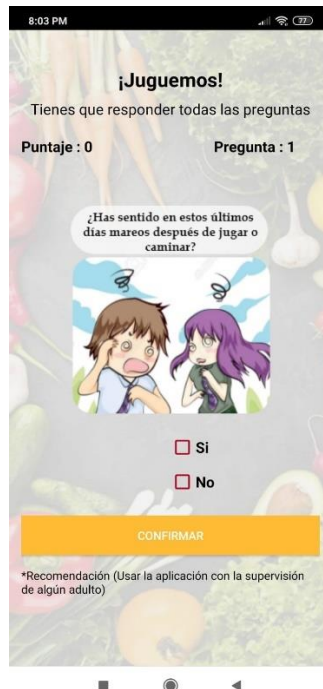 8:03 PM
77
¡Juguemos!
Tienes que responder todas las preguntas
Puntaje : 0
Pregunta : 1
¿Has sentido en estos últimos
días mareos después de jugar o
caminar?
Si
No
CONFIRMAR
*Recomendación (Usar la aplicación con la supervisión
de algún adulto)